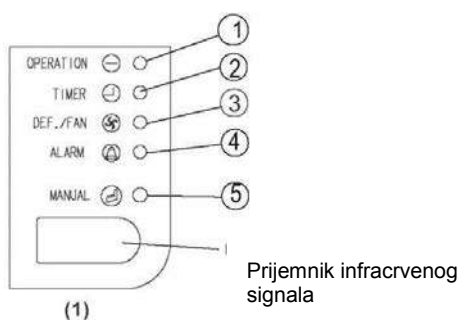 OPERATION 1
TIMER 2
DEF./FAN 3
ALARM 4
MANUAL 5
Prijemnik infracrvenog
signala
(1)